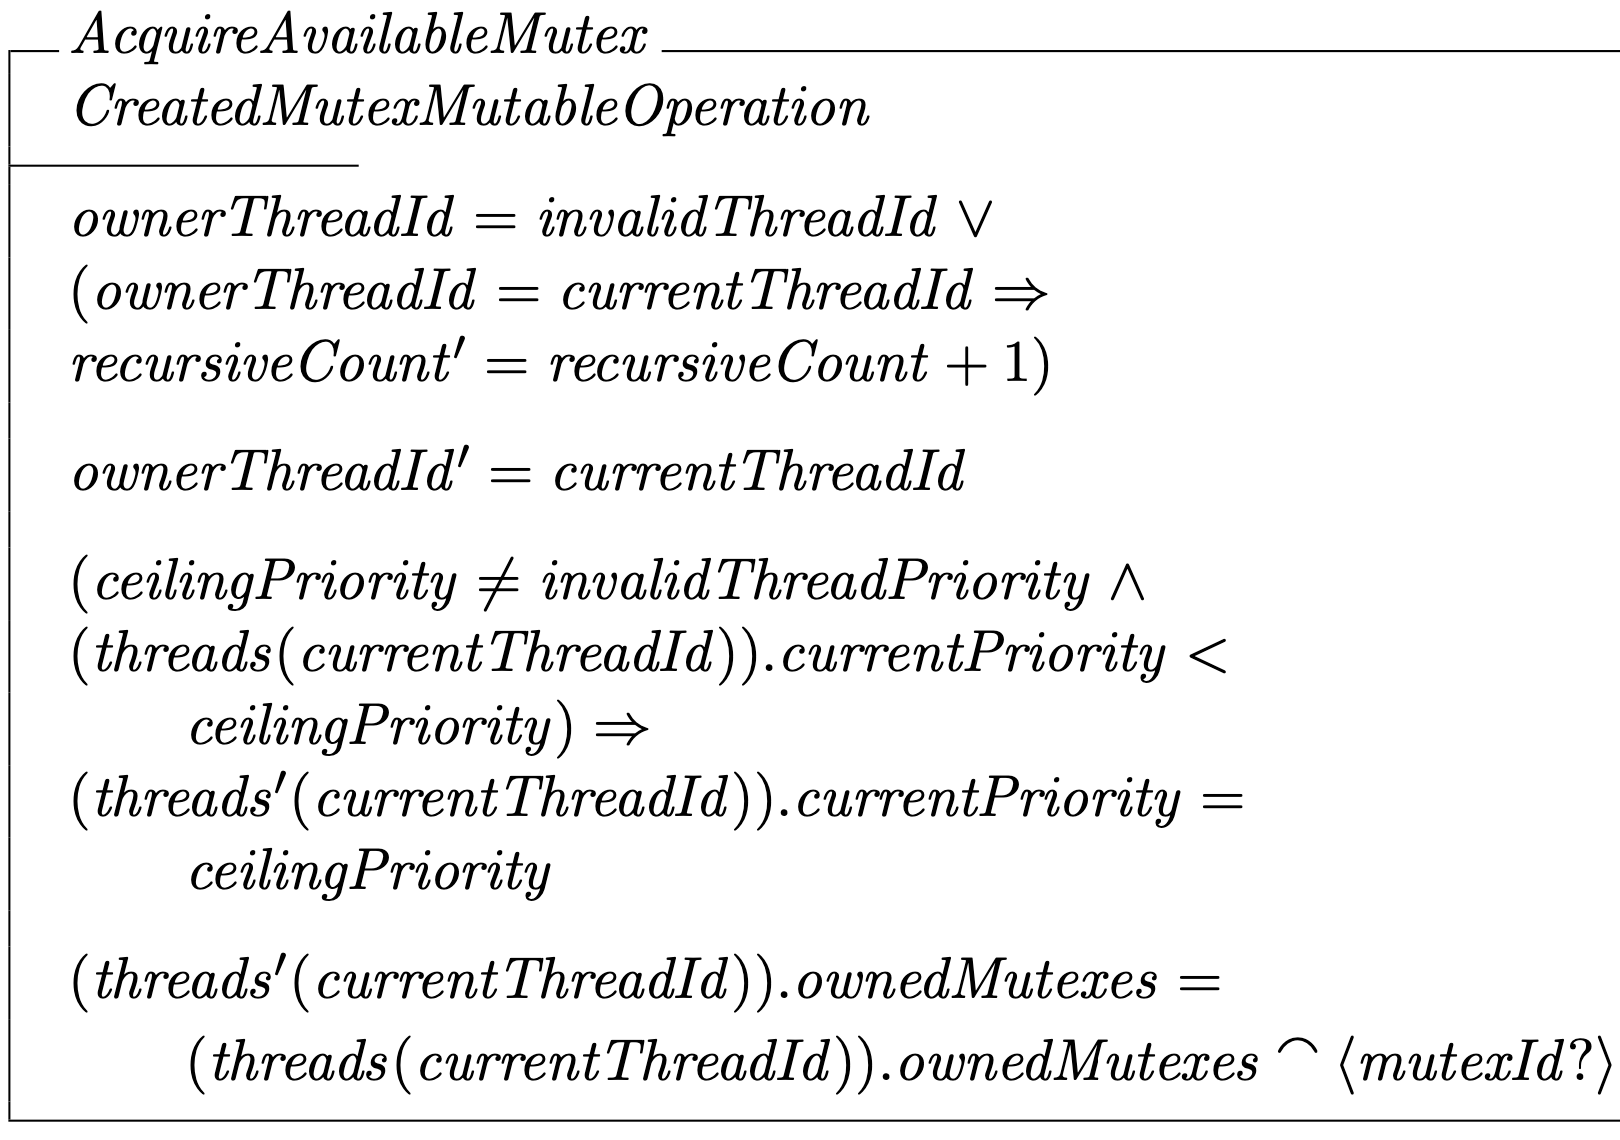 AcquireAvailableMutex
CreatedMutexMutableOperation
ownerThreadId = invalidThreadId ∨
(ownerThreadId = currentThreadId ⇒
recursiveCount′ = recursiveCount + 1)
ownerThreadId′ = currentThreadId
(ceilingPriority ≠ invalidThreadPriority ∧
(threads(currentThreadId)).currentPriority <
ceilingPriority) ⇒
(threads′(currentThreadId)).currentPriority =
ceilingPriority
(threads′(currentThreadId)).ownedMutexes =
(threads(currentThreadId)).ownedMutexes ⌢ ⟨mutexId?⟩